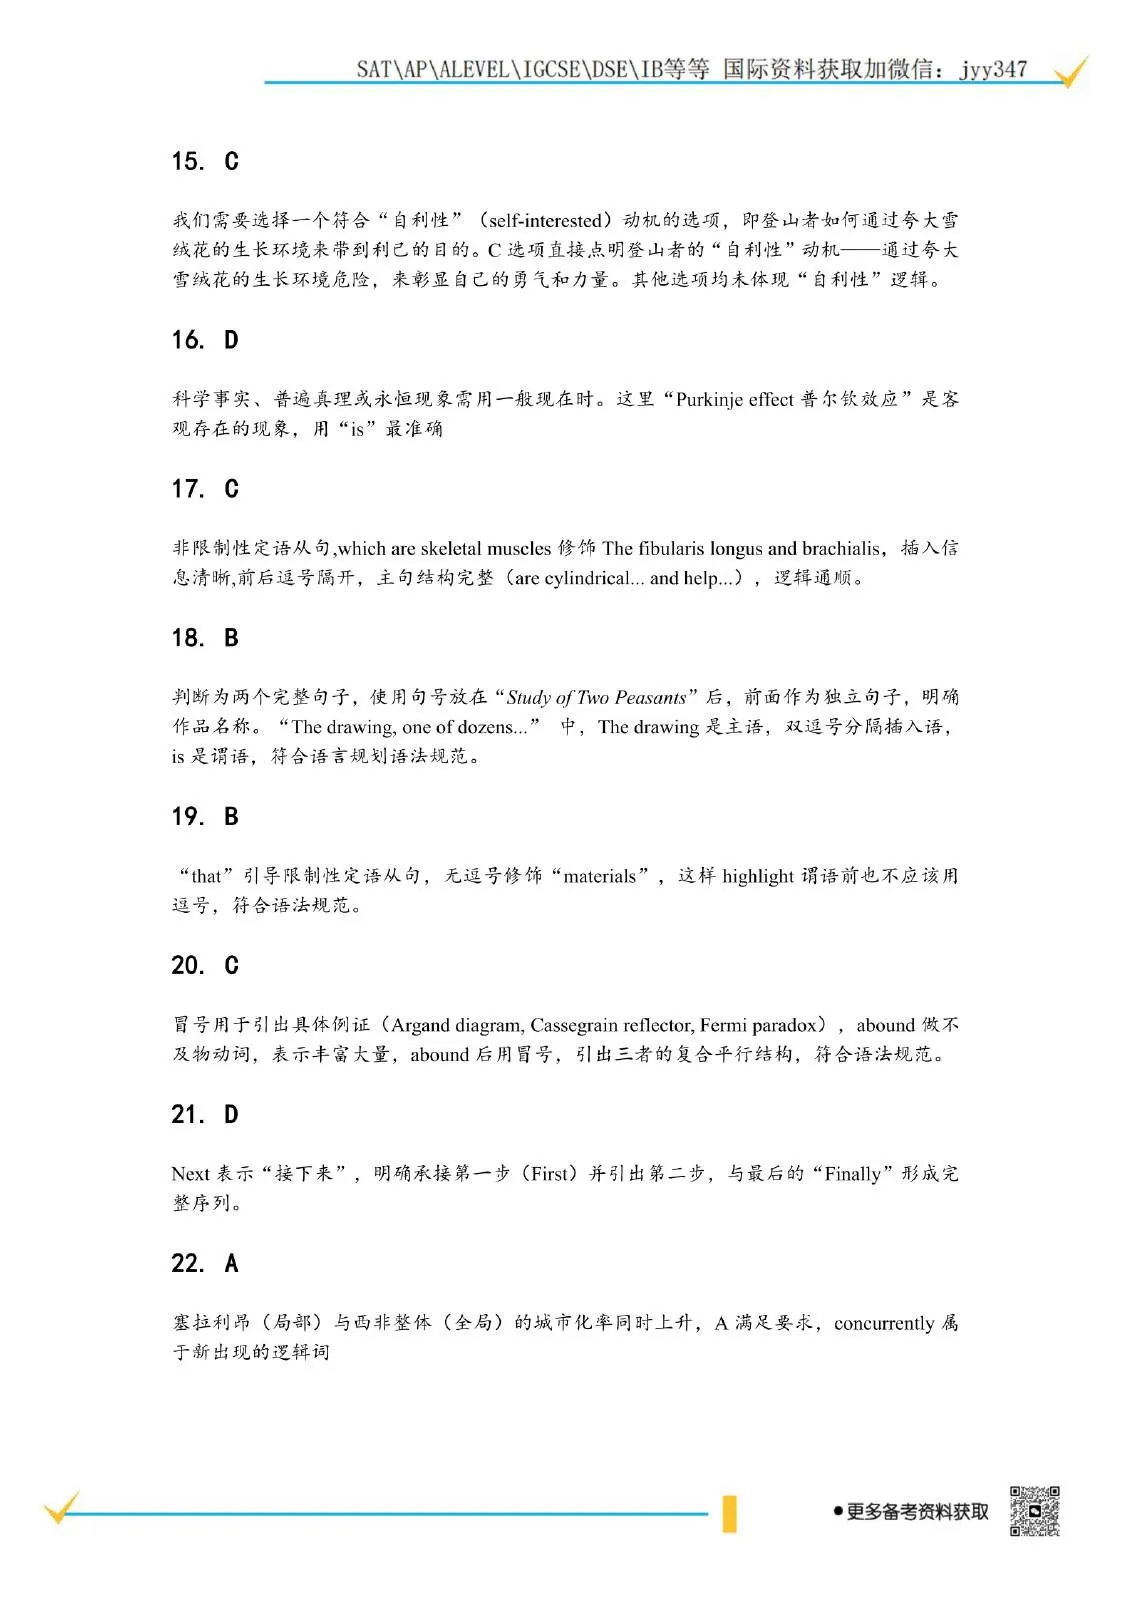 SAT\AP\ALEVEL\IGCSE\DSE\IB等等 国际资料获取加微信：jyy347
15. C
我们需要选择一个符合“自利性”（self-interested）动机的选项，即登山者如何通过夸大雪
绒花的生长环境来带到利己的目的。C 选项直接点明登山者的“自利性”动机——通过夸大
雪绒花的生长环境危险，来彰显自己的勇气和力量。其他选项均未体现“自利性”逻辑。
16. D
科学事实、普遍真理或永恒现象需用一般现在时。这里“Purkinje effect 普尔钦效应”是客
观存在的现象，用“is”最准确
17. C
非限制性定语从句,which are skeletal muscles 修饰 The fibularis longus and brachialis，插入信
息清晰,前后逗号隔开，主句结构完整（are cylindrical... and help...），逻辑通顺。
18. B
判断为两个完整句子，使用句号放在“Study of Two Peasants”后，前面作为独立句子，明确
作品名称。“The drawing, one of dozens...” 中，The drawing 是主语，双逗号分隔插入语，
is 是谓语，符合语言规划语法规范。
19. B
“that”引导限制性定语从句，无逗号修饰“materials”，这样 highlight 谓语前也不应该用
逗号，符合语法规范。
20. C
冒号用于引出具体例证（Argand diagram, Cassegrain reflector, Fermi paradox），abound 做不
及物动词，表示丰富大量，abound 后用冒号，引出三者的复合平行结构，符合语法规范。
21. D
Next 表示“接下来”，明确承接第一步（First）并引出第二步，与最后的“Finally”形成完
整序列。
22. A
塞拉利昂（局部）与西非整体（全局）的城市化率同时上升，A 满足要求，concurrently 属
于新出现的逻辑词
●更多备考资料获取